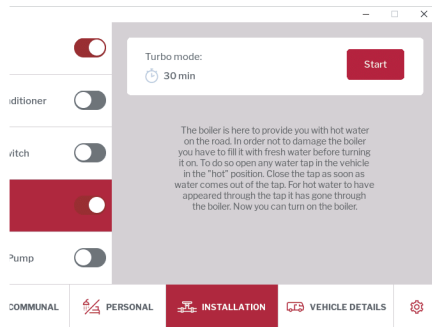 Turbo mode:
30 min
Start
The boiler is here to provide you with hot water
on the road. In order not to damage the boiler
you have to fill it with fresh water before turning
it on. To do so open any water tap in the vehicle
in the "hot" position. Close the tap as soon as
water comes out of the tap. For hot water to have
appeared through the tap it has gone through
the boiler. Now you can turn on the boiler.
Pump
COMMUNAL
PERSONAL
INSTALLATION
VEHICLE DETAILS